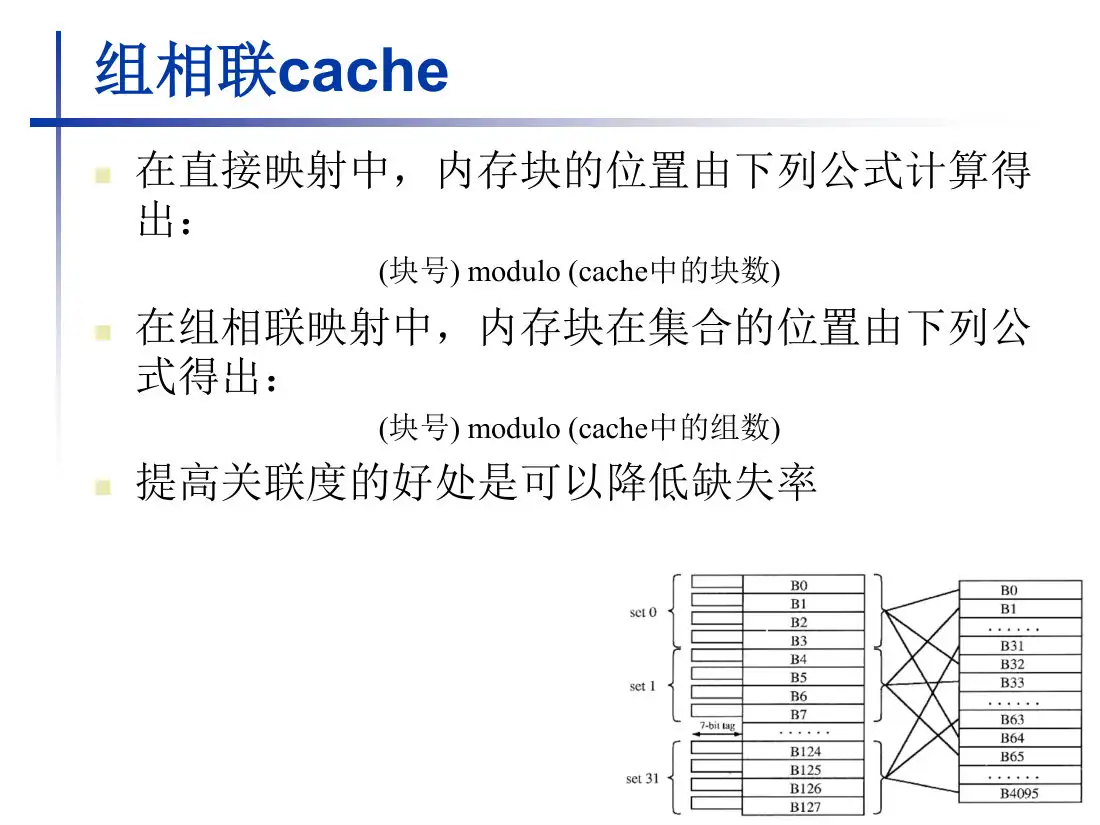 组相联cache
在直接映射中，内存块的位置由下列公式计算得
出：
(块号) modulo (cache中的块数)
在组相联映射中，内存块在集合的位置由下列公
式得出：
(块号) modulo (cache中的组数)
提高关联度的好处是可以降低缺失率
set 0
B0
B1
B2
B3
set 1
B4
B5
B6
B7
7-bit tag
······
set 31
B124
B125
B126
B127
B0
B1
······
B31
B32
B33
······
B63
B64
B65
······
B4095